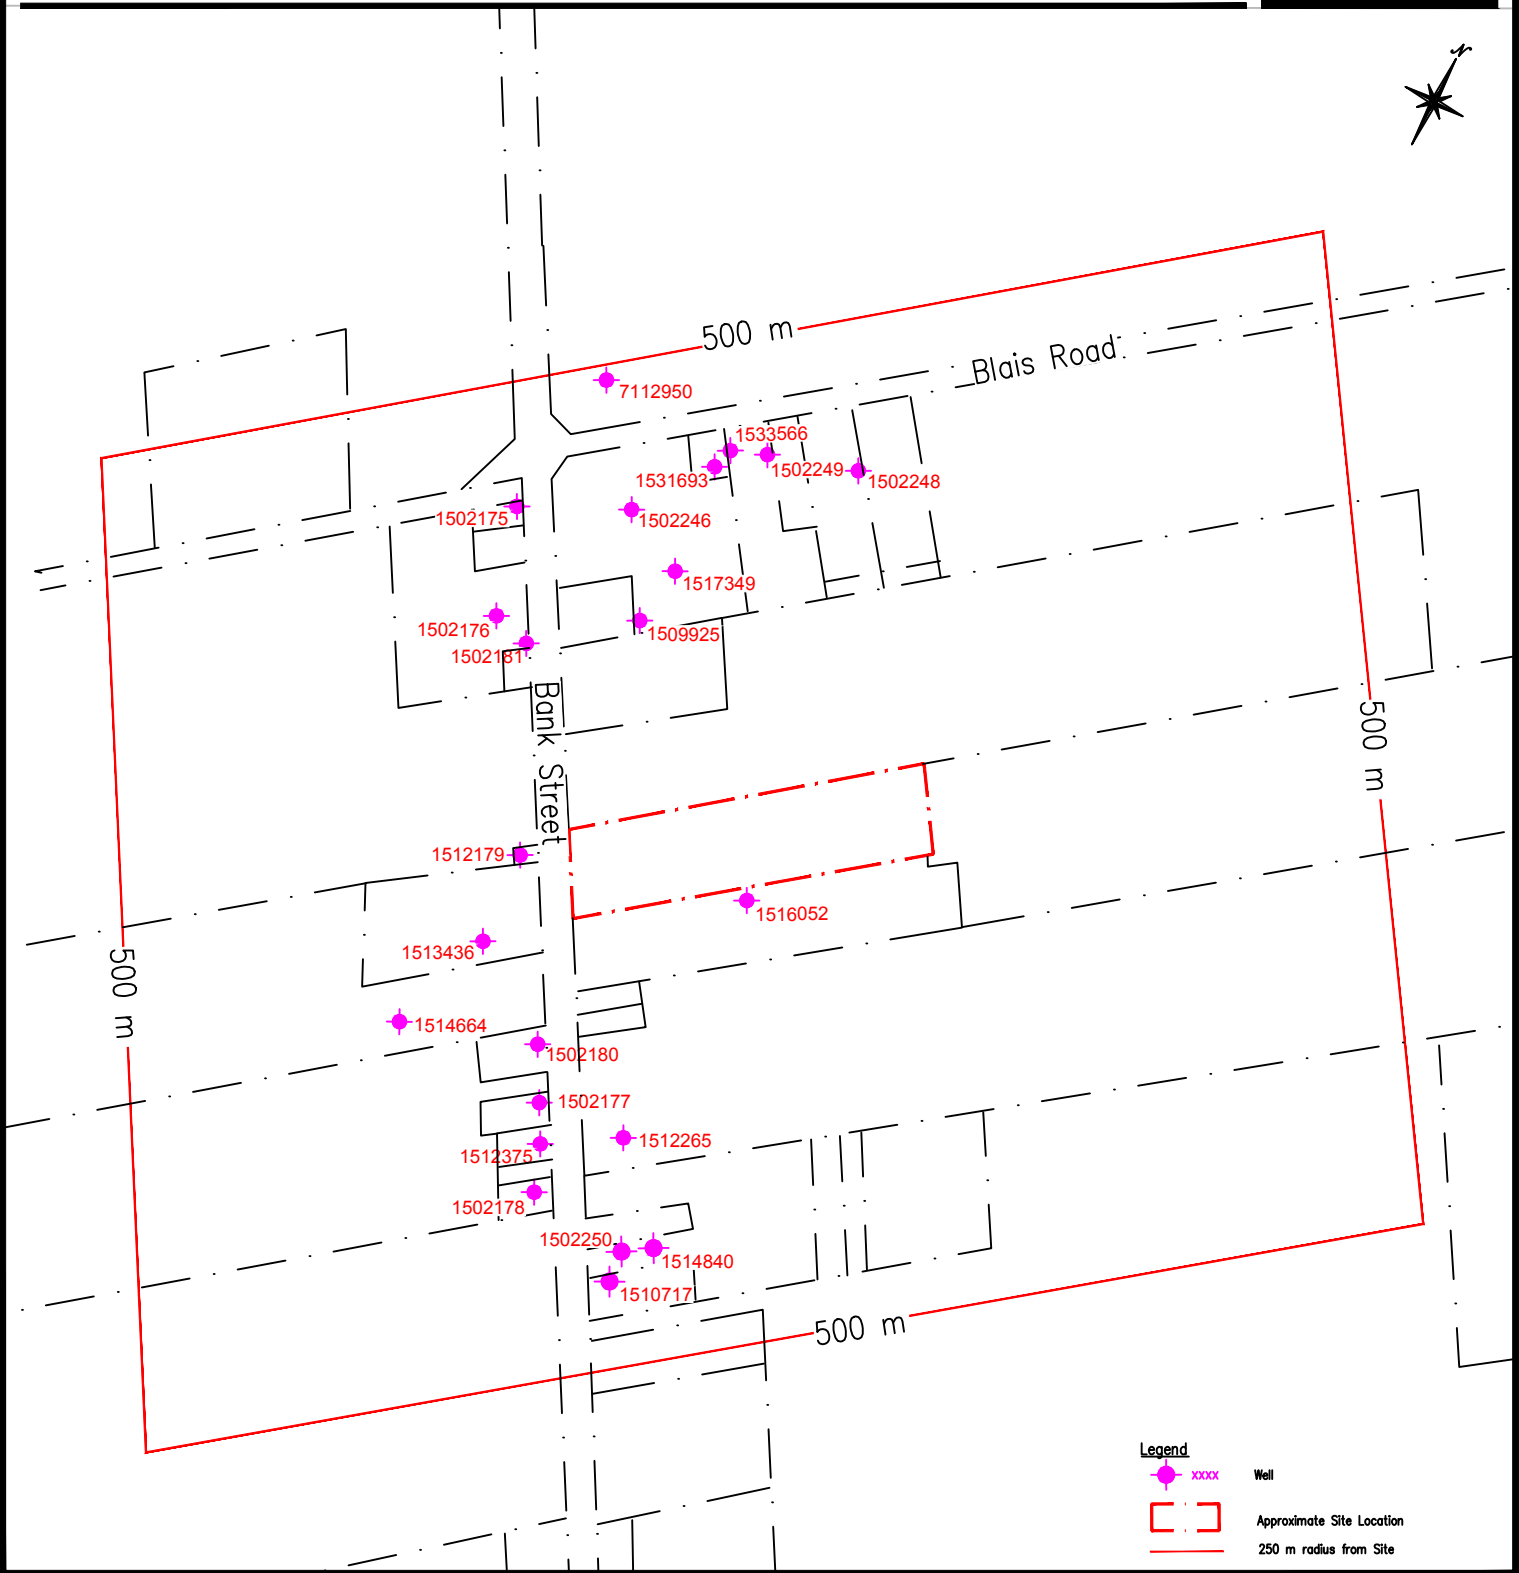 N
500 m
Blais Road
7112950
1533566
1531693
1502249
1502248
1502175
1502246
1517349
1502176
1509925
1502181
Bank Street
500 m
1512179
1516052
1513436
500 m
1514664
1502180
1502177
1512265
1512375
1502178
1502250
1514840
1510717
500 m
Legend
xxxx Well
Approximate Site Location
250 m radius from Site